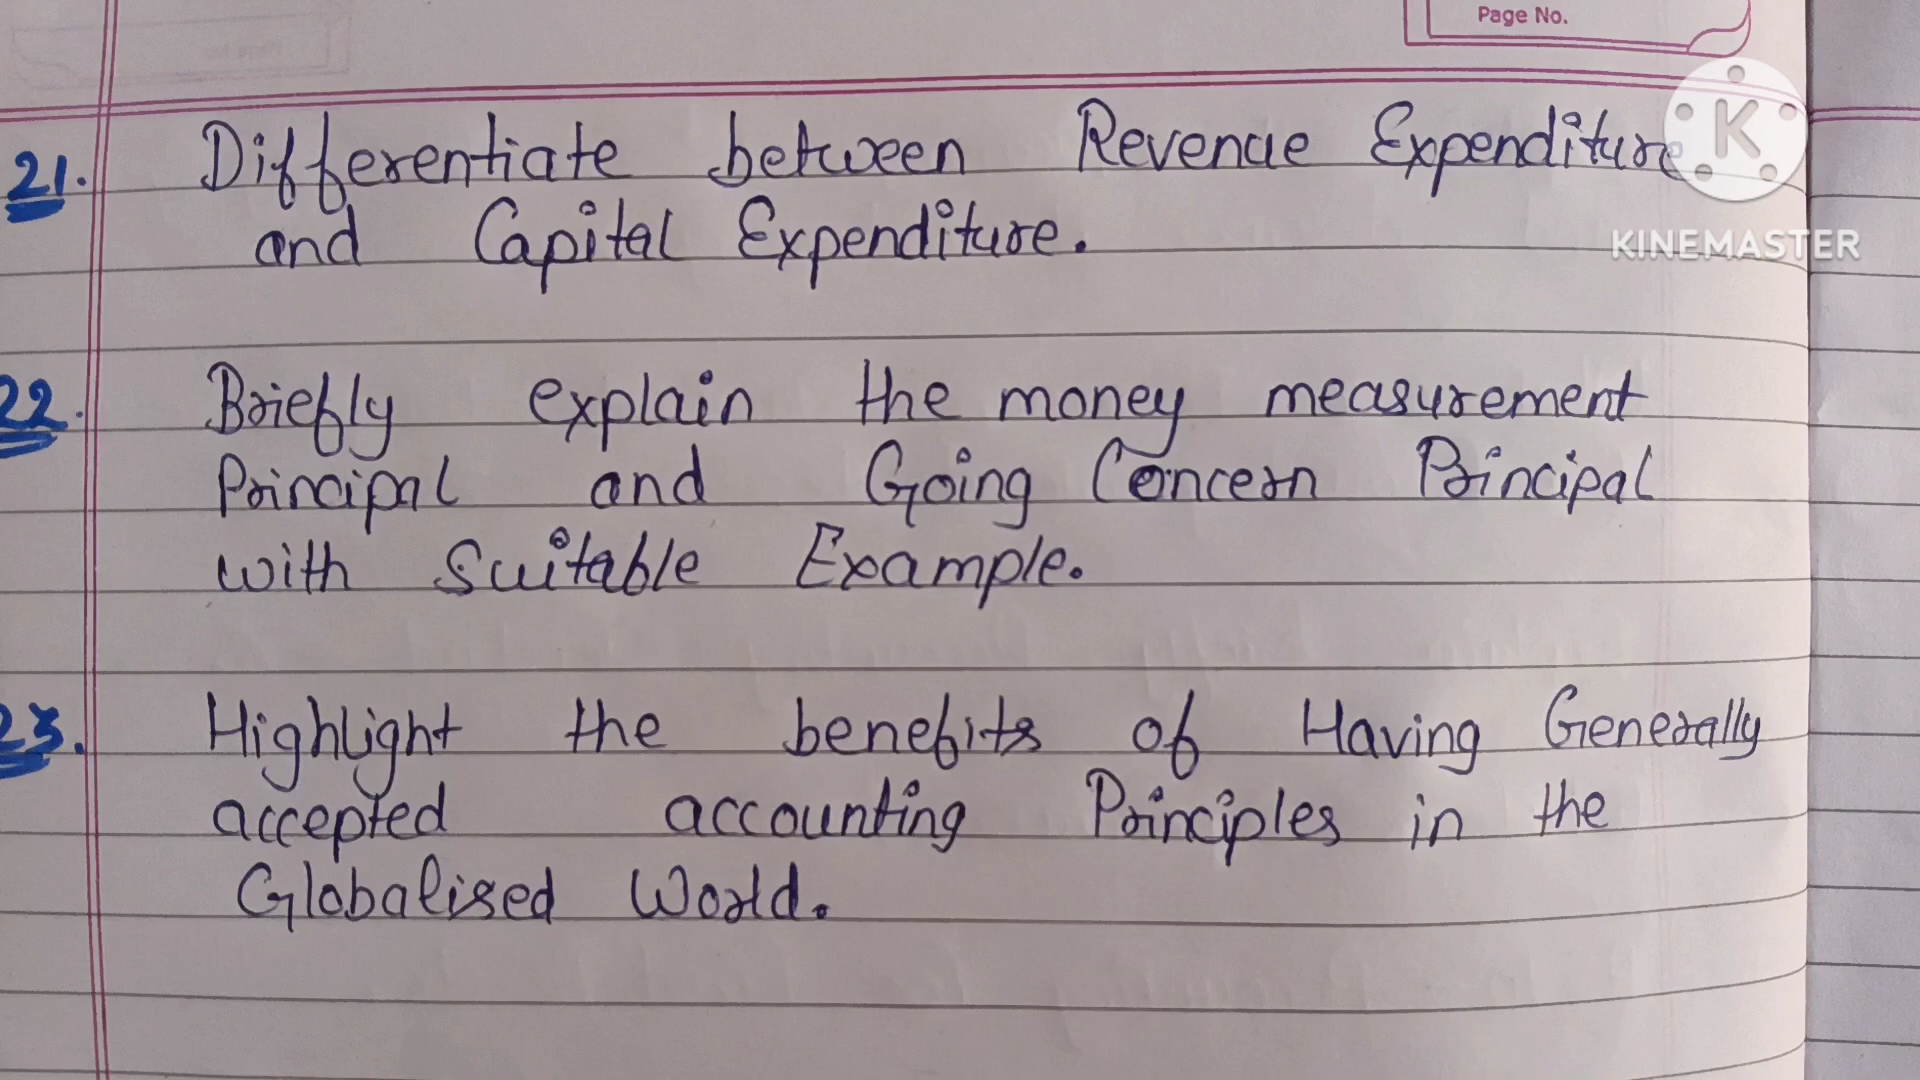 Page No.
21. Differentiate between Revenue Expenditure
and Capital Expenditure.
K
KINEMASTER
22. Briefly explain the money measurement
Principal and Going Concern Principal
with Suitable Example.
23. Highlight the benefits of Having Generally
accepted accounting Principles in the
Globalised World.